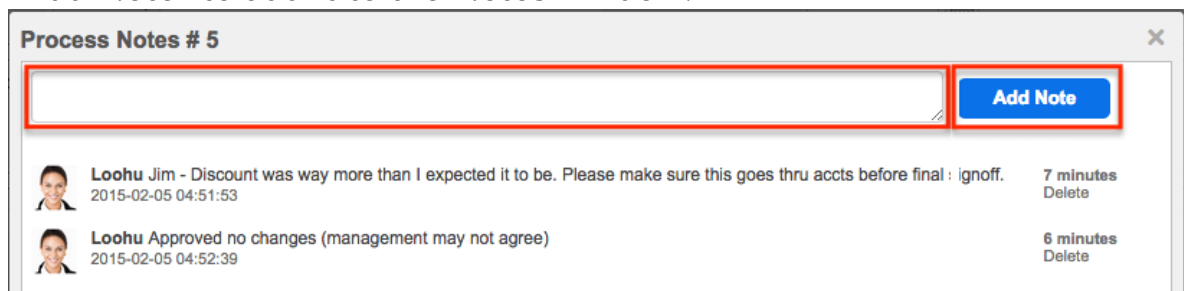 Process Notes # 5 ×
Add Note
Loohu Jim - Discount was way more than I expected it to be. Please make sure this goes thru accts before final signoff. 7 minutes
2015-02-05 04:51:53 Delete
Loohu Approved no changes (management may not agree) 6 minutes
2015-02-05 04:52:39 Delete